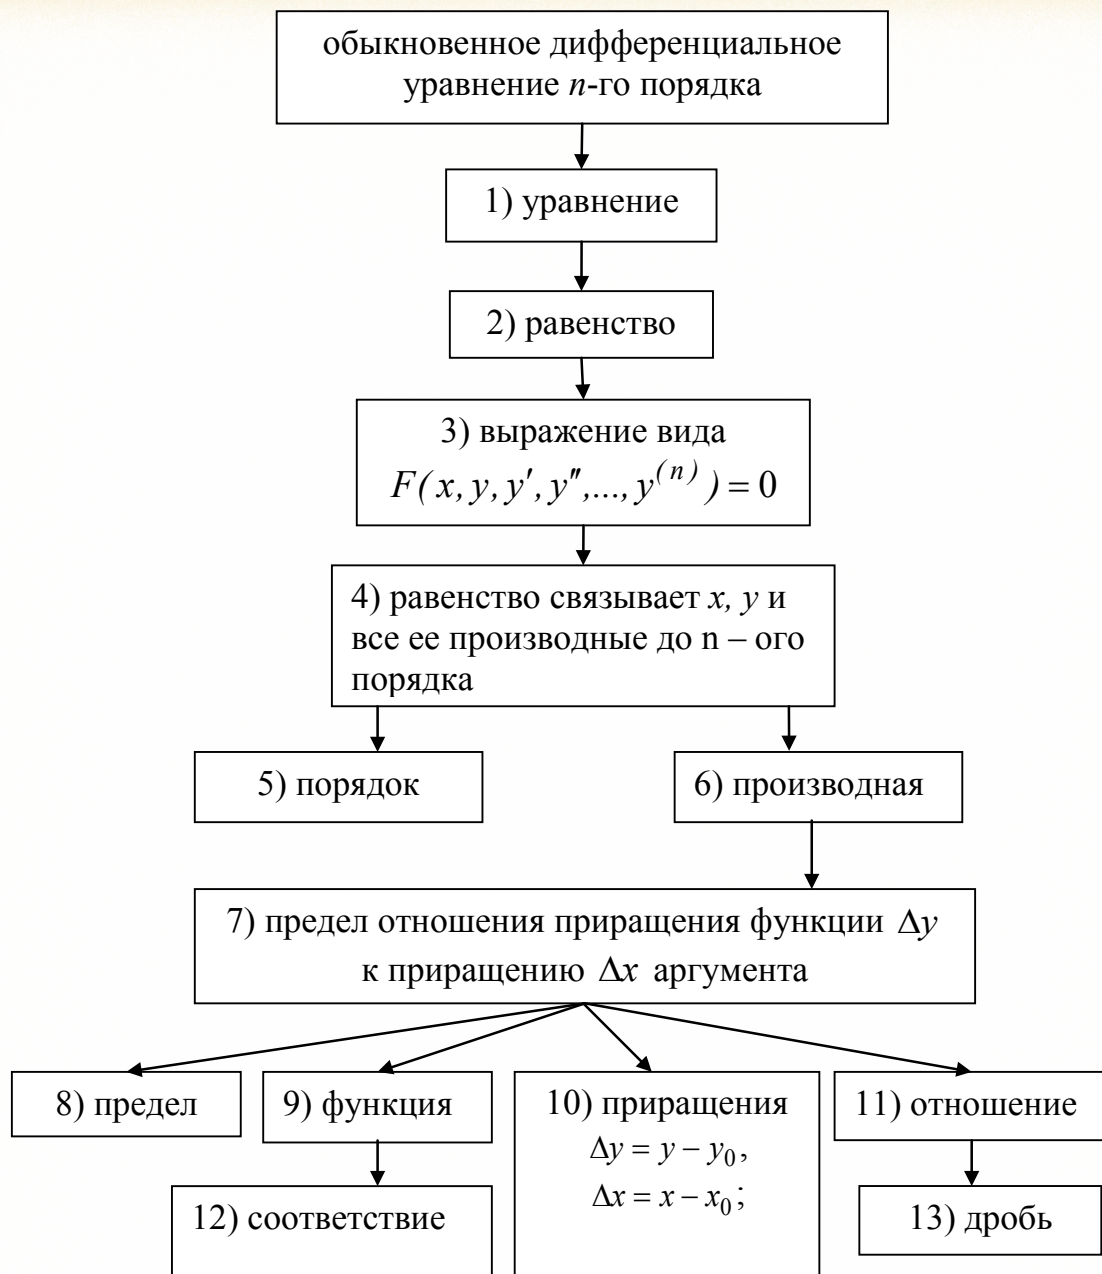 обыкновенное дифференциальное
уравнение n-го порядка
1) уравнение
2) равенство
3) выражение вида
F(x, y, y′, y″,..., y⁽ⁿ⁾) = 0
4) равенство связывает x, y и
все ее производные до n – ого
порядка
5) порядок
6) производная
7) предел отношения приращения функции Δy
к приращению Δx аргумента
8) предел
9) функция
10) приращения
Δy = y − y₀,
Δx = x − x₀;
11) отношение
12) соответствие
13) дробь